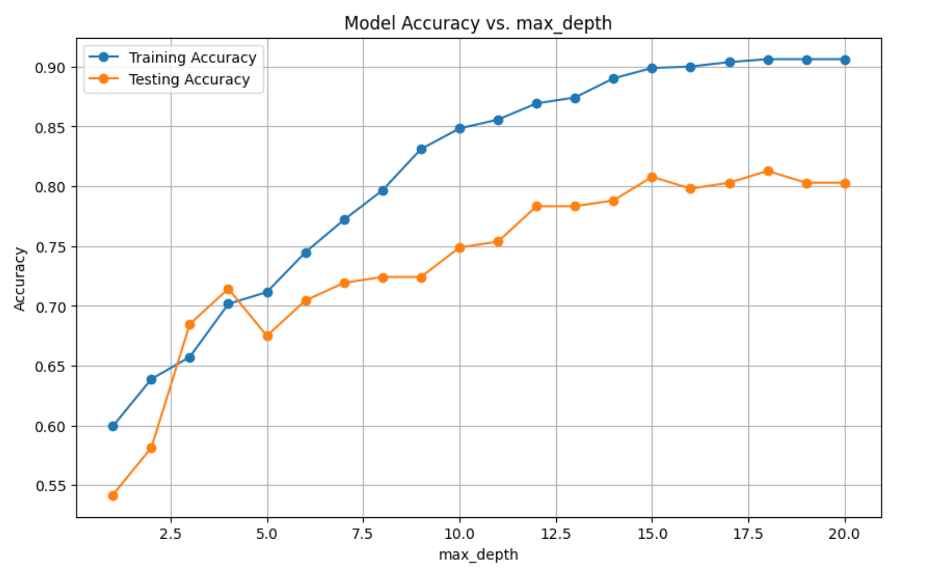 Model Accuracy vs. max_depth
Training Accuracy
Testing Accuracy
0.90
0.85
0.80
0.75
0.70
0.65
0.60
0.55
Accuracy
2.5 5.0 7.5 10.0 12.5 15.0 17.5 20.0
max_depth